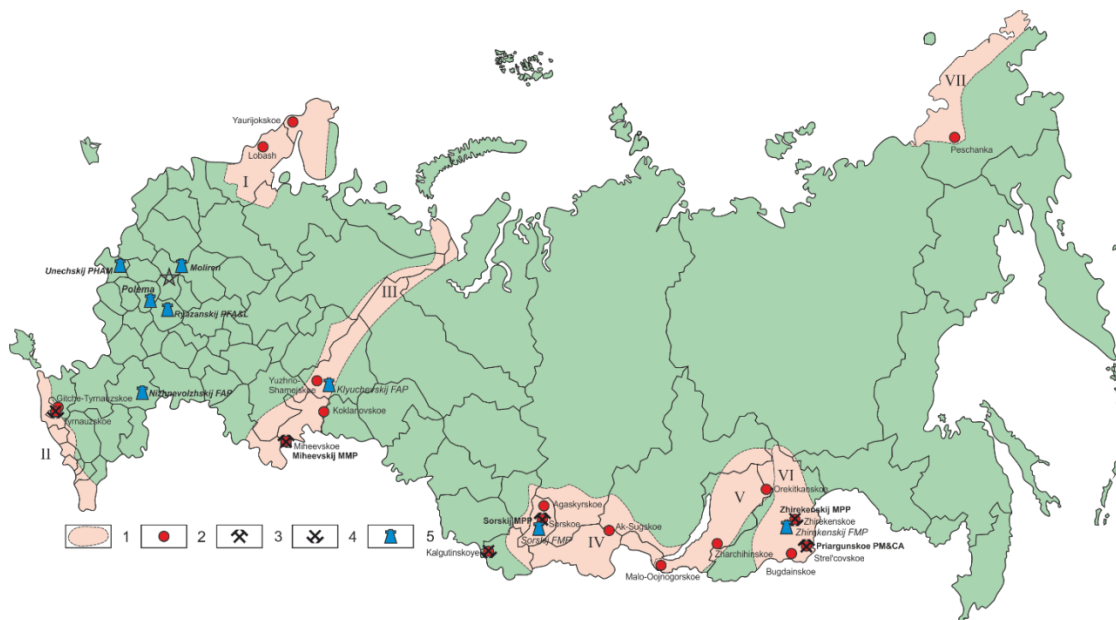 VII
Yaurijokskoe
Peschanka
Lobash
I
Unechskij PHAM
Moliren
Polema
III
Rjazanskij PFA&L
Yuzhno-
Shameiskoe
Klyuchevskij FAP
Nizhnevolzhskij FAP
Gitche-Tyrnauzskoe
Koklanovskoe
Tyrnauzskoe
Miheevskoe
II
Miheevskij MMP
VI
V
Orekitkanskoe
Agaskyrskoe
Zhirekenskij MPP
Sorskij MPP
Sorskoe
Zhirekenskoe
1
2
3
4
5
Sorskij FMP
Ak-Sugskoe
Zhirekenskij FMP
IV
Priargunskoe PM&CA
Kalgutinskoye
Zharchihinskoe
Strel'covskoe
Malo-Oojnogorskoe
Bugdainskoe